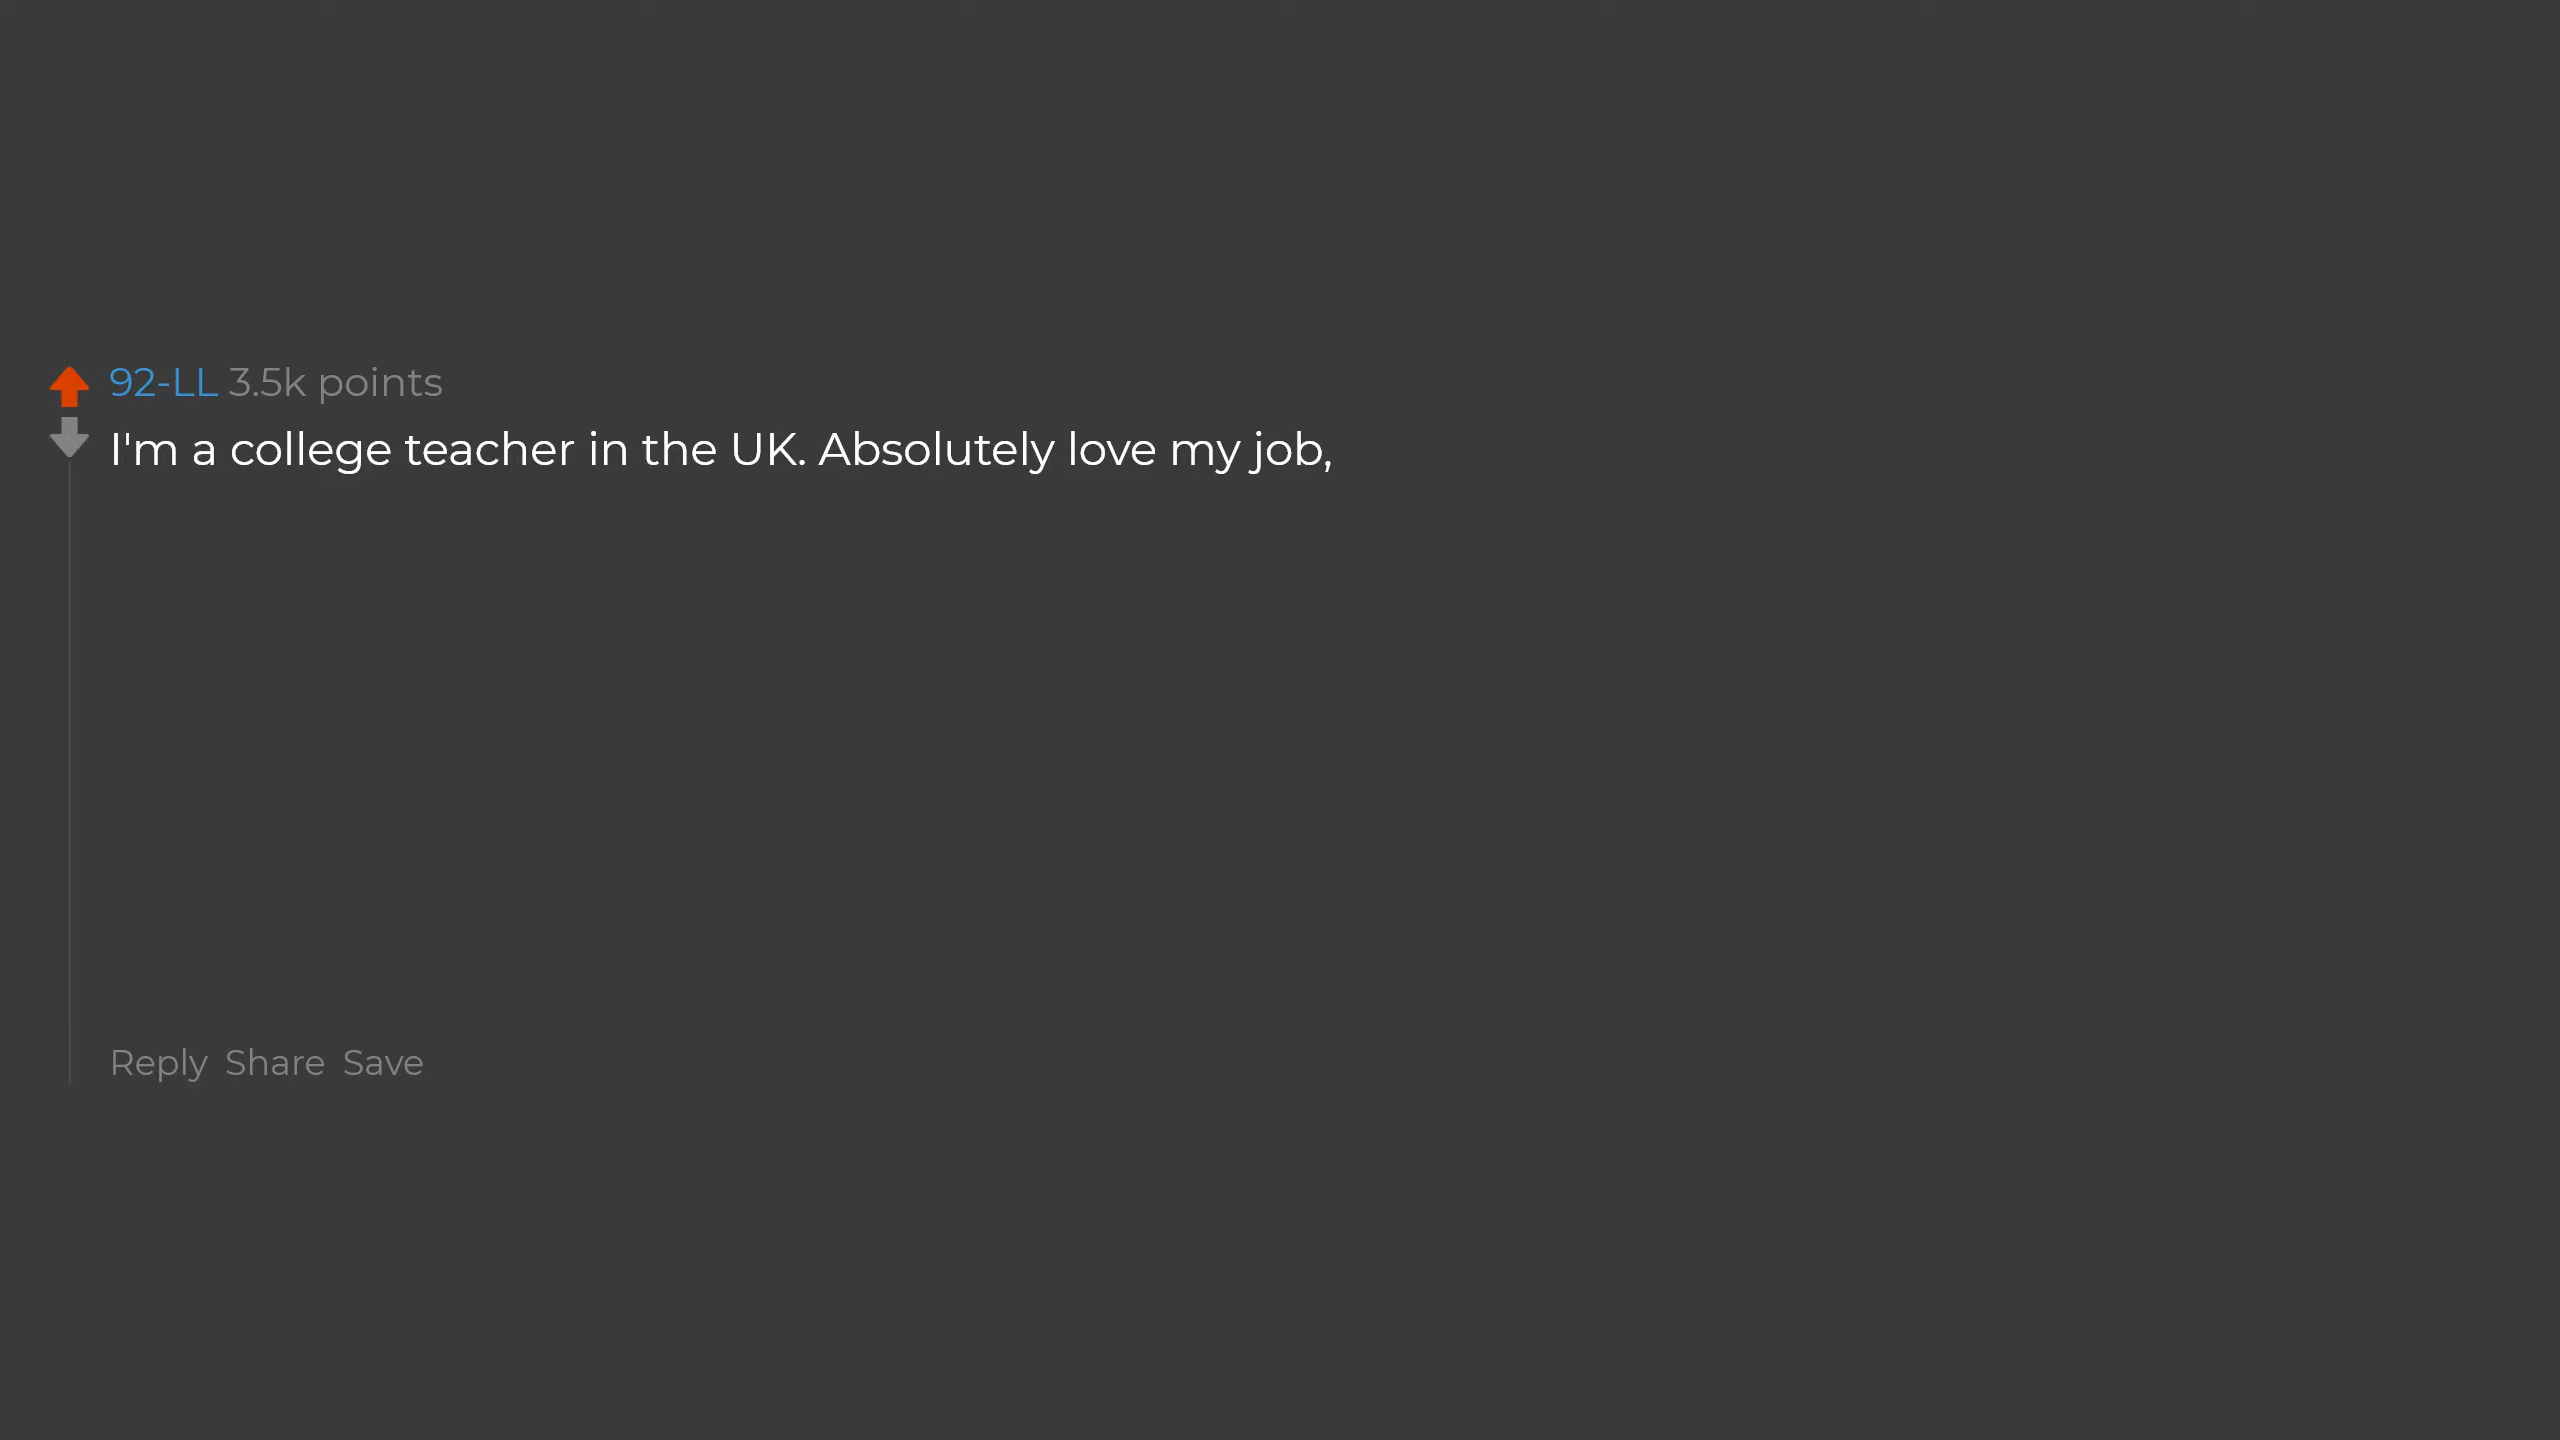 92-LL 3.5k points
I'm a college teacher in the UK. Absolutely love my job,
Reply Share Save